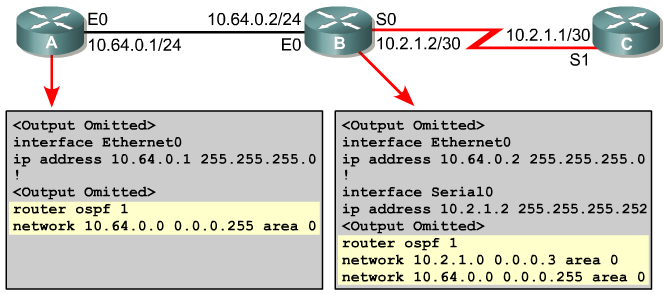 E0
10.64.0.2/24
S0
A
10.64.0.1/24
E0
B
10.2.1.2/30
10.2.1.1/30
C
S1
<Output Omitted>
interface Ethernet0
ip address 10.64.0.1 255.255.255.0
!
<Output Omitted>
router ospf 1
network 10.64.0.0 0.0.0.255 area 0
<Output Omitted>
interface Ethernet0
ip address 10.64.0.2 255.255.255.0
!
interface Serial0
ip address 10.2.1.2 255.255.255.252
<Output Omitted>
router ospf 1
network 10.2.1.0 0.0.0.3 area 0
network 10.64.0.0 0.0.0.255 area 0